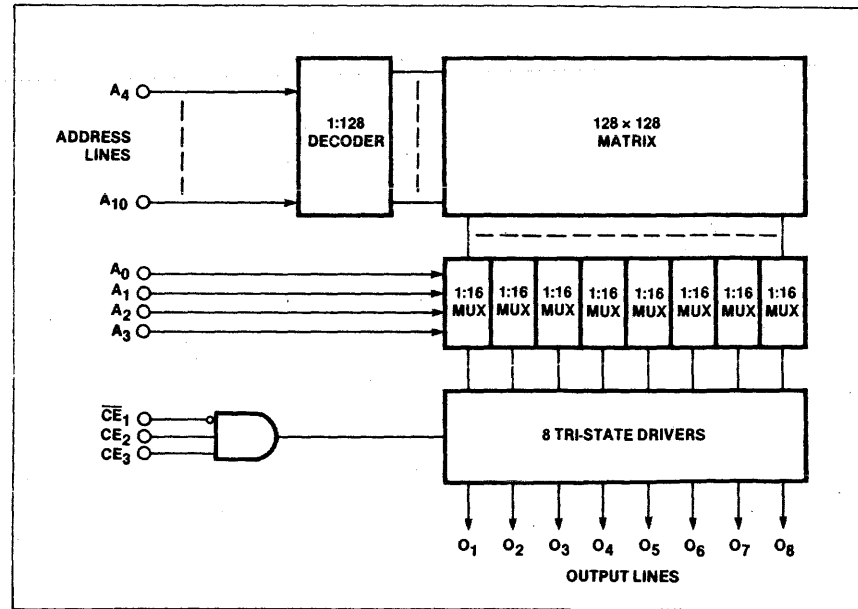 A4
ADDRESS
LINES
A10
1:128
DECODER
128 × 128
MATRIX
A0
A1
A2
A3
1:16 1:16 1:16 1:16 1:16 1:16 1:16 1:16
MUX MUX MUX MUX MUX MUX MUX MUX
C̅E̅1
CE2
CE3
8 TRI-STATE DRIVERS
O1 O2 O3 O4 O5 O6 O7 O8
OUTPUT LINES